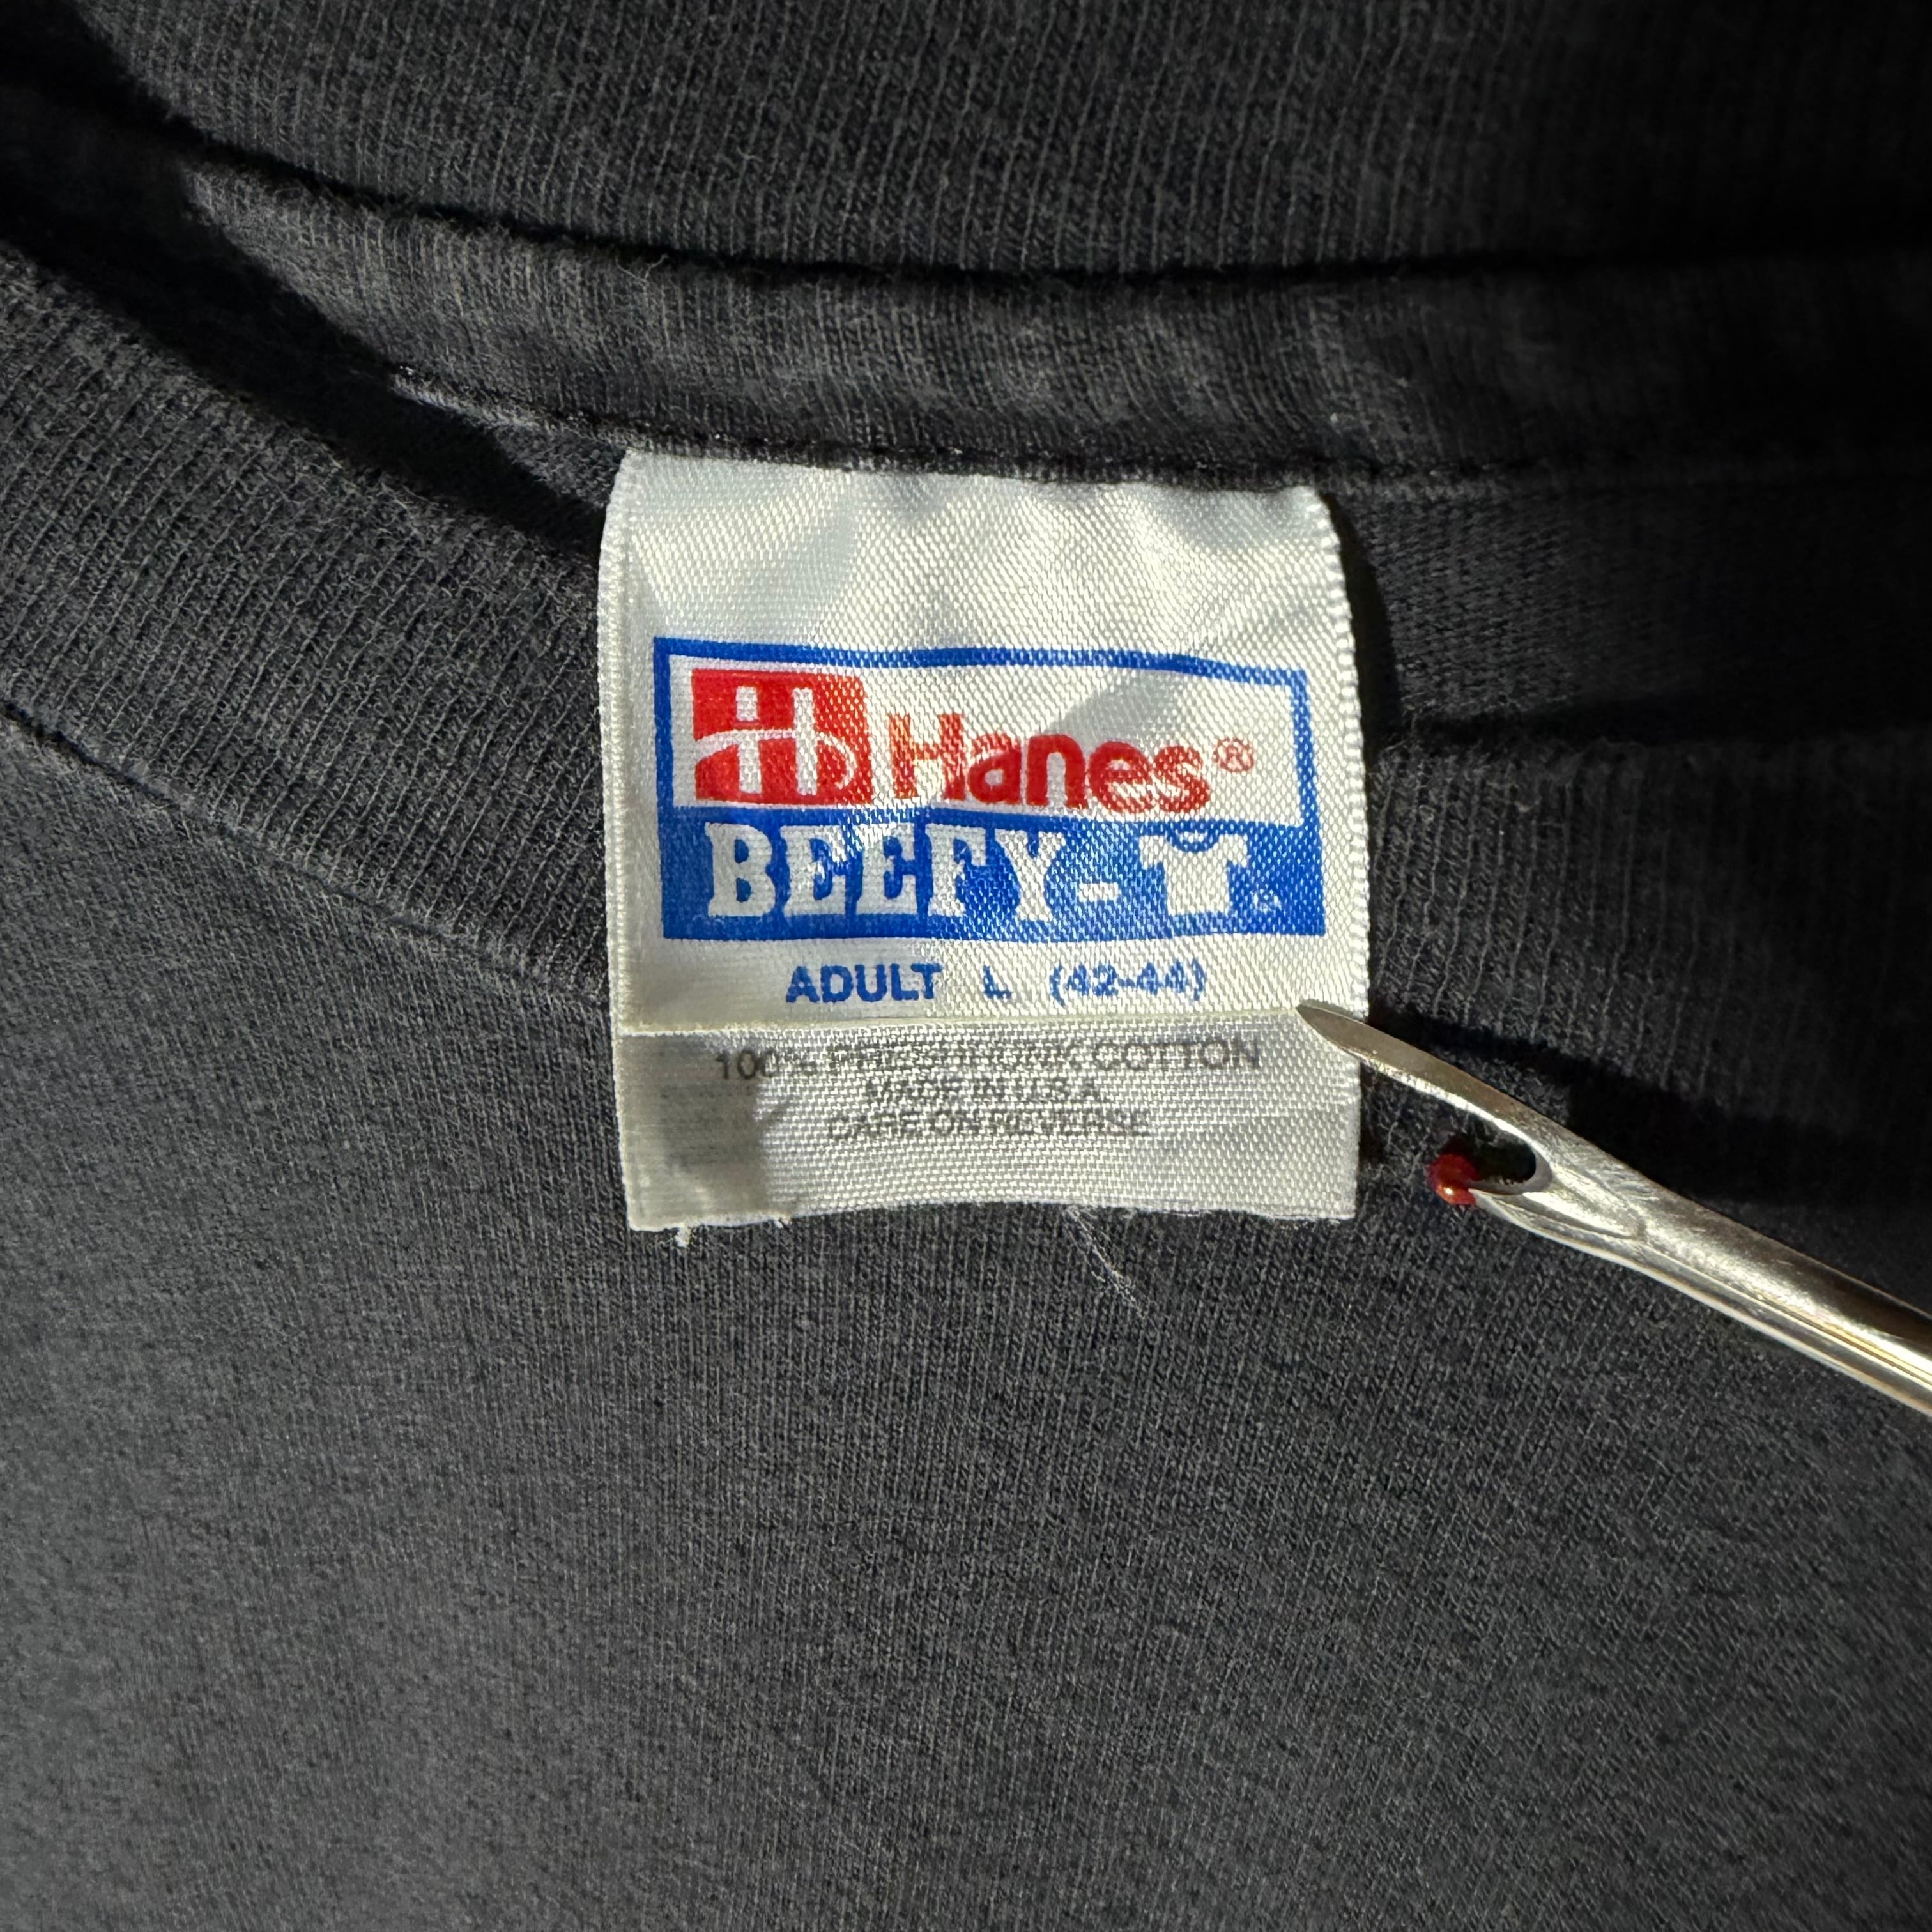 Hanes®
BEEFY-T
ADULT L (42-44)
100% PRESHRUNK COTTON
MADE IN U.S.A.
CARE ON REVERSE